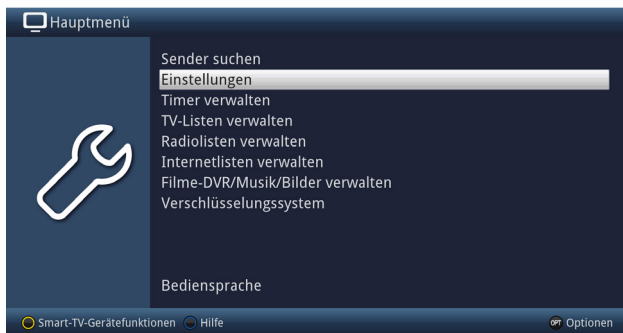 Hauptmenü
Sender suchen
Einstellungen
Timer verwalten
TV-Listen verwalten
Radiolisten verwalten
Internetlisten verwalten
Filme-DVR/Musik/Bilder verwalten
Verschlüsselungssystem
Bediensprache
Smart-TV-Gerätefunktionen Hilfe OPT Optionen